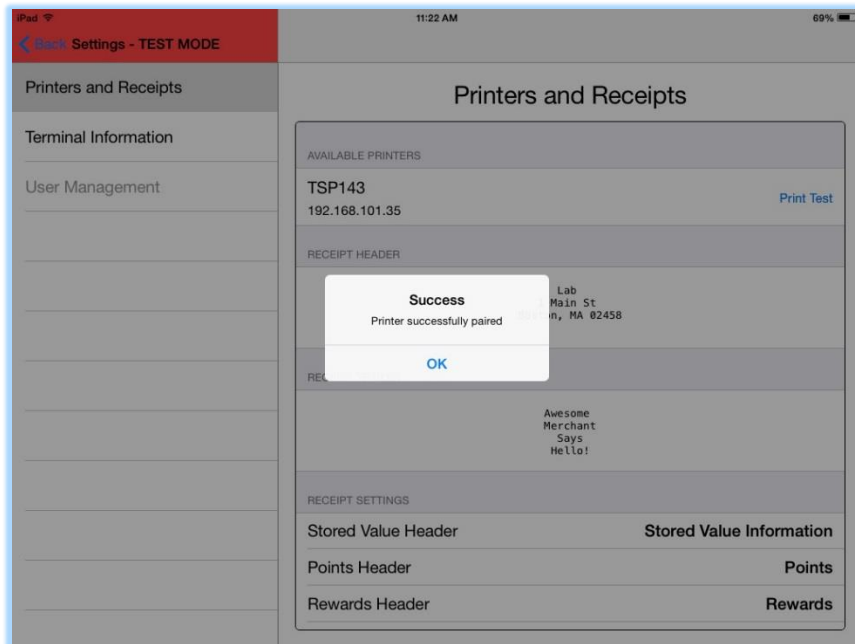 iPad
11:22 AM
69%
Back Settings - TEST MODE
Printers and Receipts
Terminal Information
User Management
Printers and Receipts
AVAILABLE PRINTERS
TSP143
192.168.101.35
Print Test
RECEIPT HEADER
Lab
Main St
MA 02458
Success
Printer successfully paired
OK
Awesome
Merchant
Says
Hello!
RECEIPT SETTINGS
Stored Value Header Stored Value Information
Points Header Points
Rewards Header Rewards